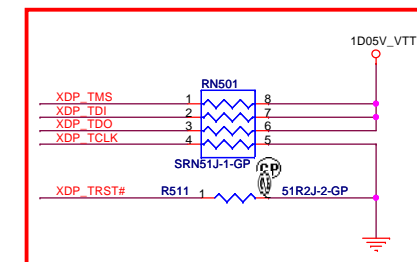 1D05V_VTT
RN501
XDP_TMS 1 8
XDP_TDI 2 7
XDP_TDO 3 6
XDP_TCLK 4 5
SRN51J-1-GP
XDP_TRST# R511 1 51R2J-2-GP